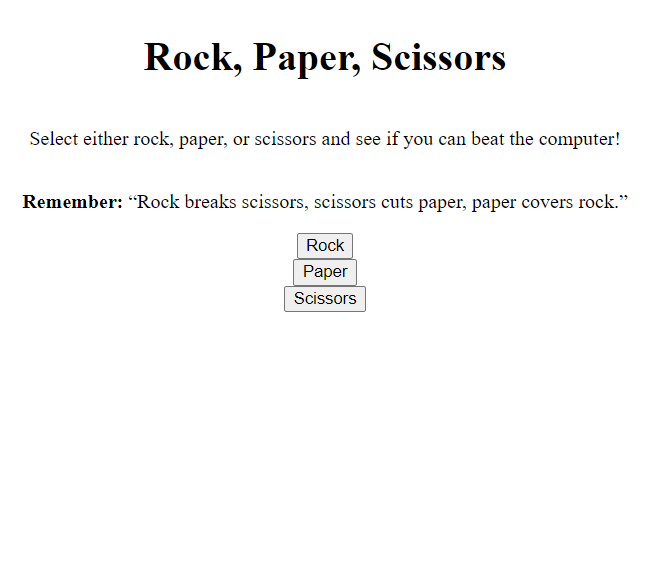 Rock, Paper, Scissors
Select either rock, paper, or scissors and see if you can beat the computer!
Remember: “Rock breaks scissors, scissors cuts paper, paper covers rock.”
Rock
Paper
Scissors